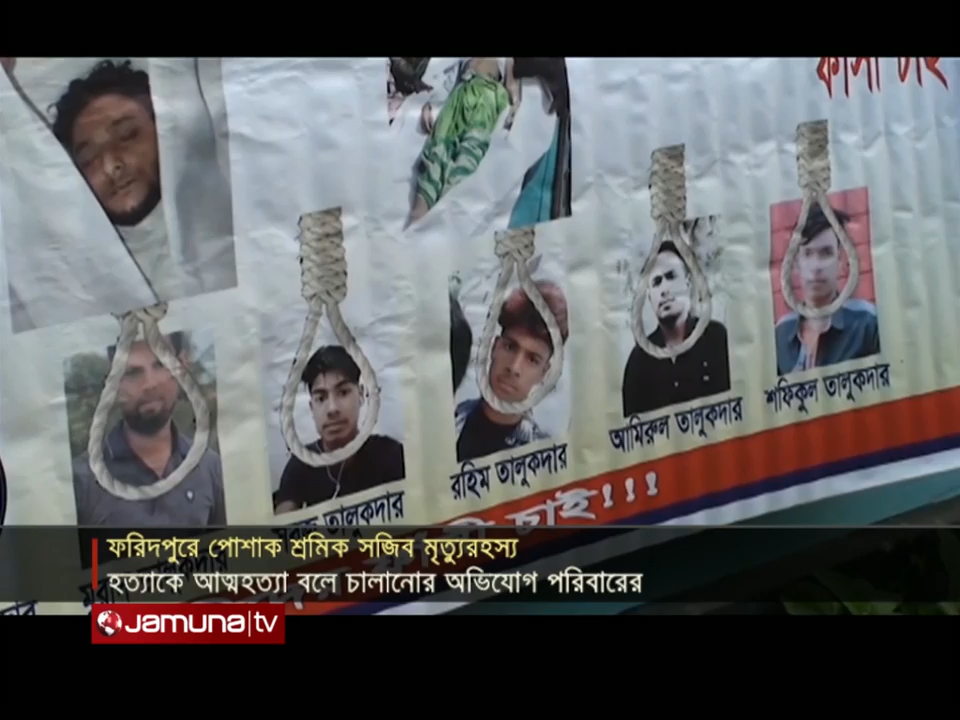 ফাঁসী চাই
শফিকুল তালুকদার
আমিরুল তালুকদার
রহিম তালুকদার
তালুকদার
চাই!!!
ফরিদপুরে পোশাক শ্রমিক সজিব মৃত্যুরহস্য
হত্যাকে আত্মহত্যা বলে চালানোর অভিযোগ পরিবারের
JAMUNA|tv